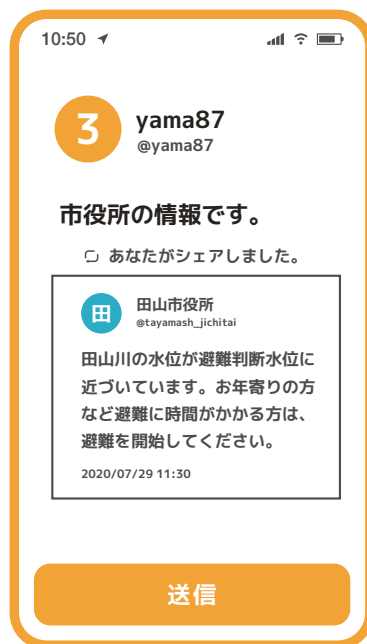 10:50
3
yama87
@yama87
市役所の情報です。
あなたがシェアしました。
田
田山市役所
@tayamash_jichitai
田山川の水位が避難判断水位に
近づいています。お年寄りの方
など避難に時間がかかる方は、
避難を開始してください。
2020/07/29 11:30
送信